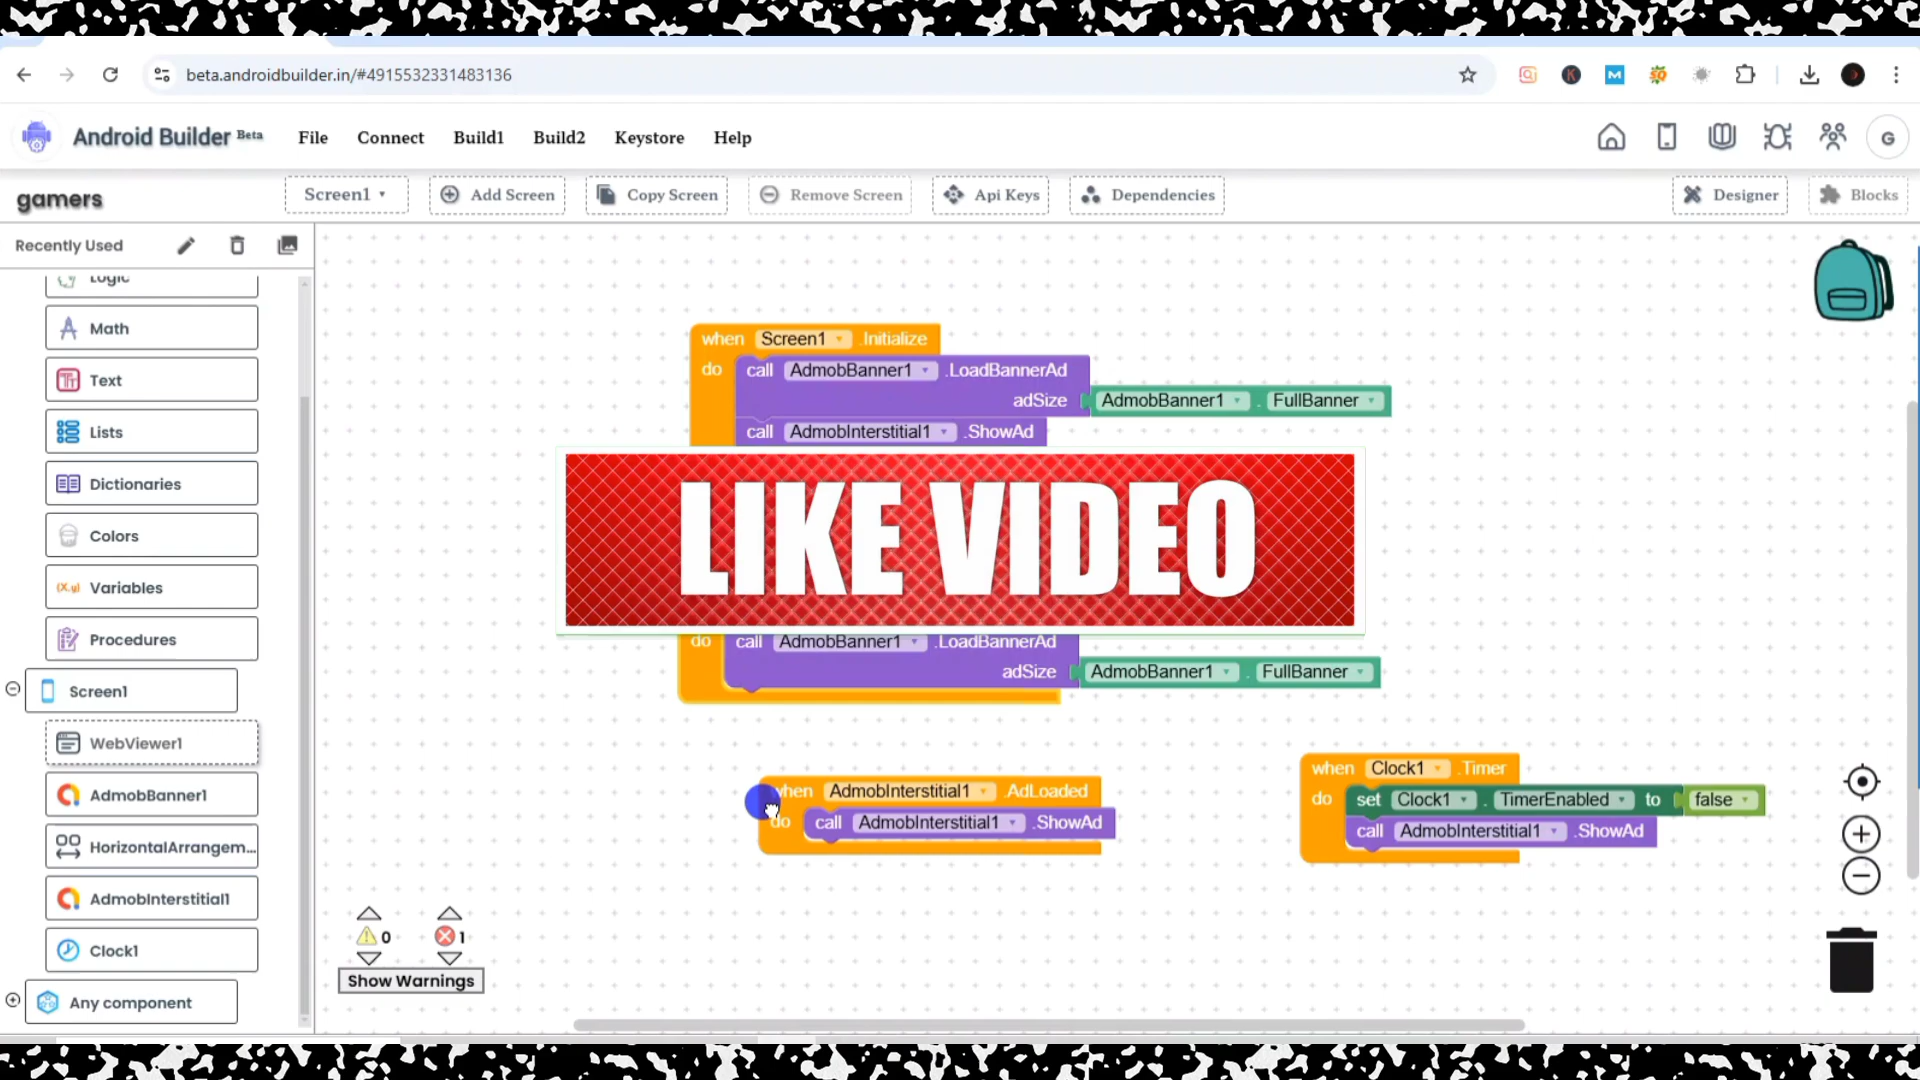 beta.androidbuilder.in/#4915532331483136
Android Builder Beta
File Connect Build1 Build2 Keystore Help
G
gamers
Screen1 Add Screen Copy Screen Remove Screen Api Keys Dependencies Designer Blocks
Recently Used
Logic
Math
Text
Lists
Dictionaries
Colors
Variables
Procedures
Screen1
WebViewer1
AdmobBanner1
HorizontalArrangem...
AdmobInterstitial1
Clock1
Any component
when Screen1 .Initialize
do call AdmobBanner1 .LoadBannerAd
adSize AdmobBanner1 . FullBanner
call AdmobInterstitial1 .ShowAd
LIKE VIDEO
do call AdmobBanner1 .LoadBannerAd
adSize AdmobBanner1 . FullBanner
when AdmobInterstitial1 .AdLoaded
do call AdmobInterstitial1 .ShowAd
when Clock1 .Timer
do set Clock1 . TimerEnabled to false
call AdmobInterstitial1 .ShowAd
0 1
Show Warnings